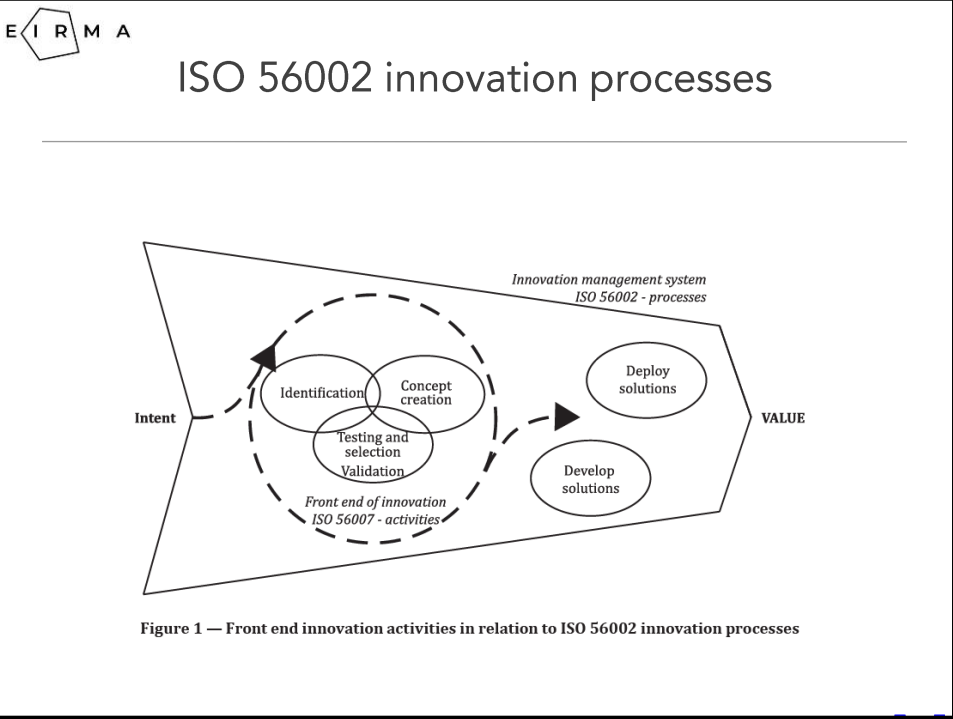 EIRMA
ISO 56002 innovation processes
Innovation management system
ISO 56002 - processes
Intent
Identification
Concept
creation
Testing and
selection
Validation
Front end of innovation
ISO 56007 - activities
Deploy
solutions
Develop
solutions
VALUE
Figure 1 — Front end innovation activities in relation to ISO 56002 innovation processes